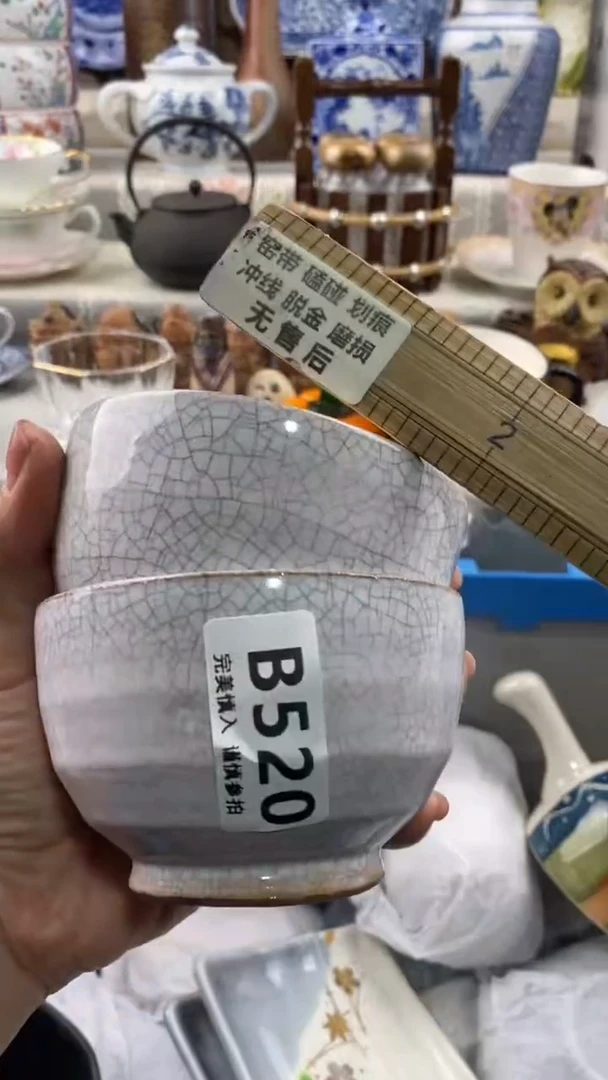 窑带 磕碰 划痕
冲线 脱金 磨损
无售后
2
B520
完美慎入 谨慎参拍